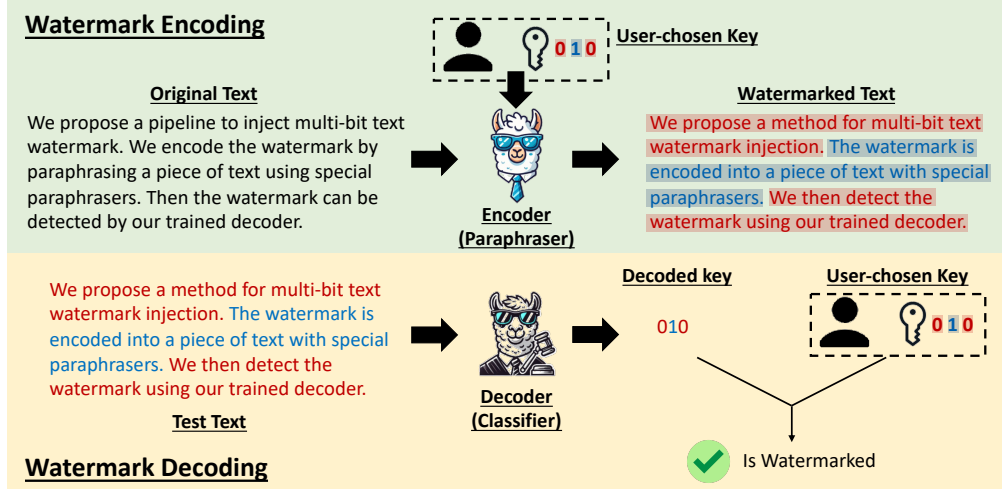 Watermark Encoding
0 1 0
User-chosen Key
Original Text
We propose a pipeline to inject multi-bit text
watermark. We encode the watermark by
paraphrasing a piece of text using special
paraphrasers. Then the watermark can be
detected by our trained decoder.
Encoder
(Paraphraser)
Watermarked Text
We propose a method for multi-bit text
watermark injection. The watermark is
encoded into a piece of text with special
paraphrasers. We then detect the
watermark using our trained decoder.
We propose a method for multi-bit text
watermark injection. The watermark is
encoded into a piece of text with special
paraphrasers. We then detect the
watermark using our trained decoder.
Test Text
Decoder
(Classifier)
Decoded key
010
User-chosen Key
0 1 0
Is Watermarked
Watermark Decoding